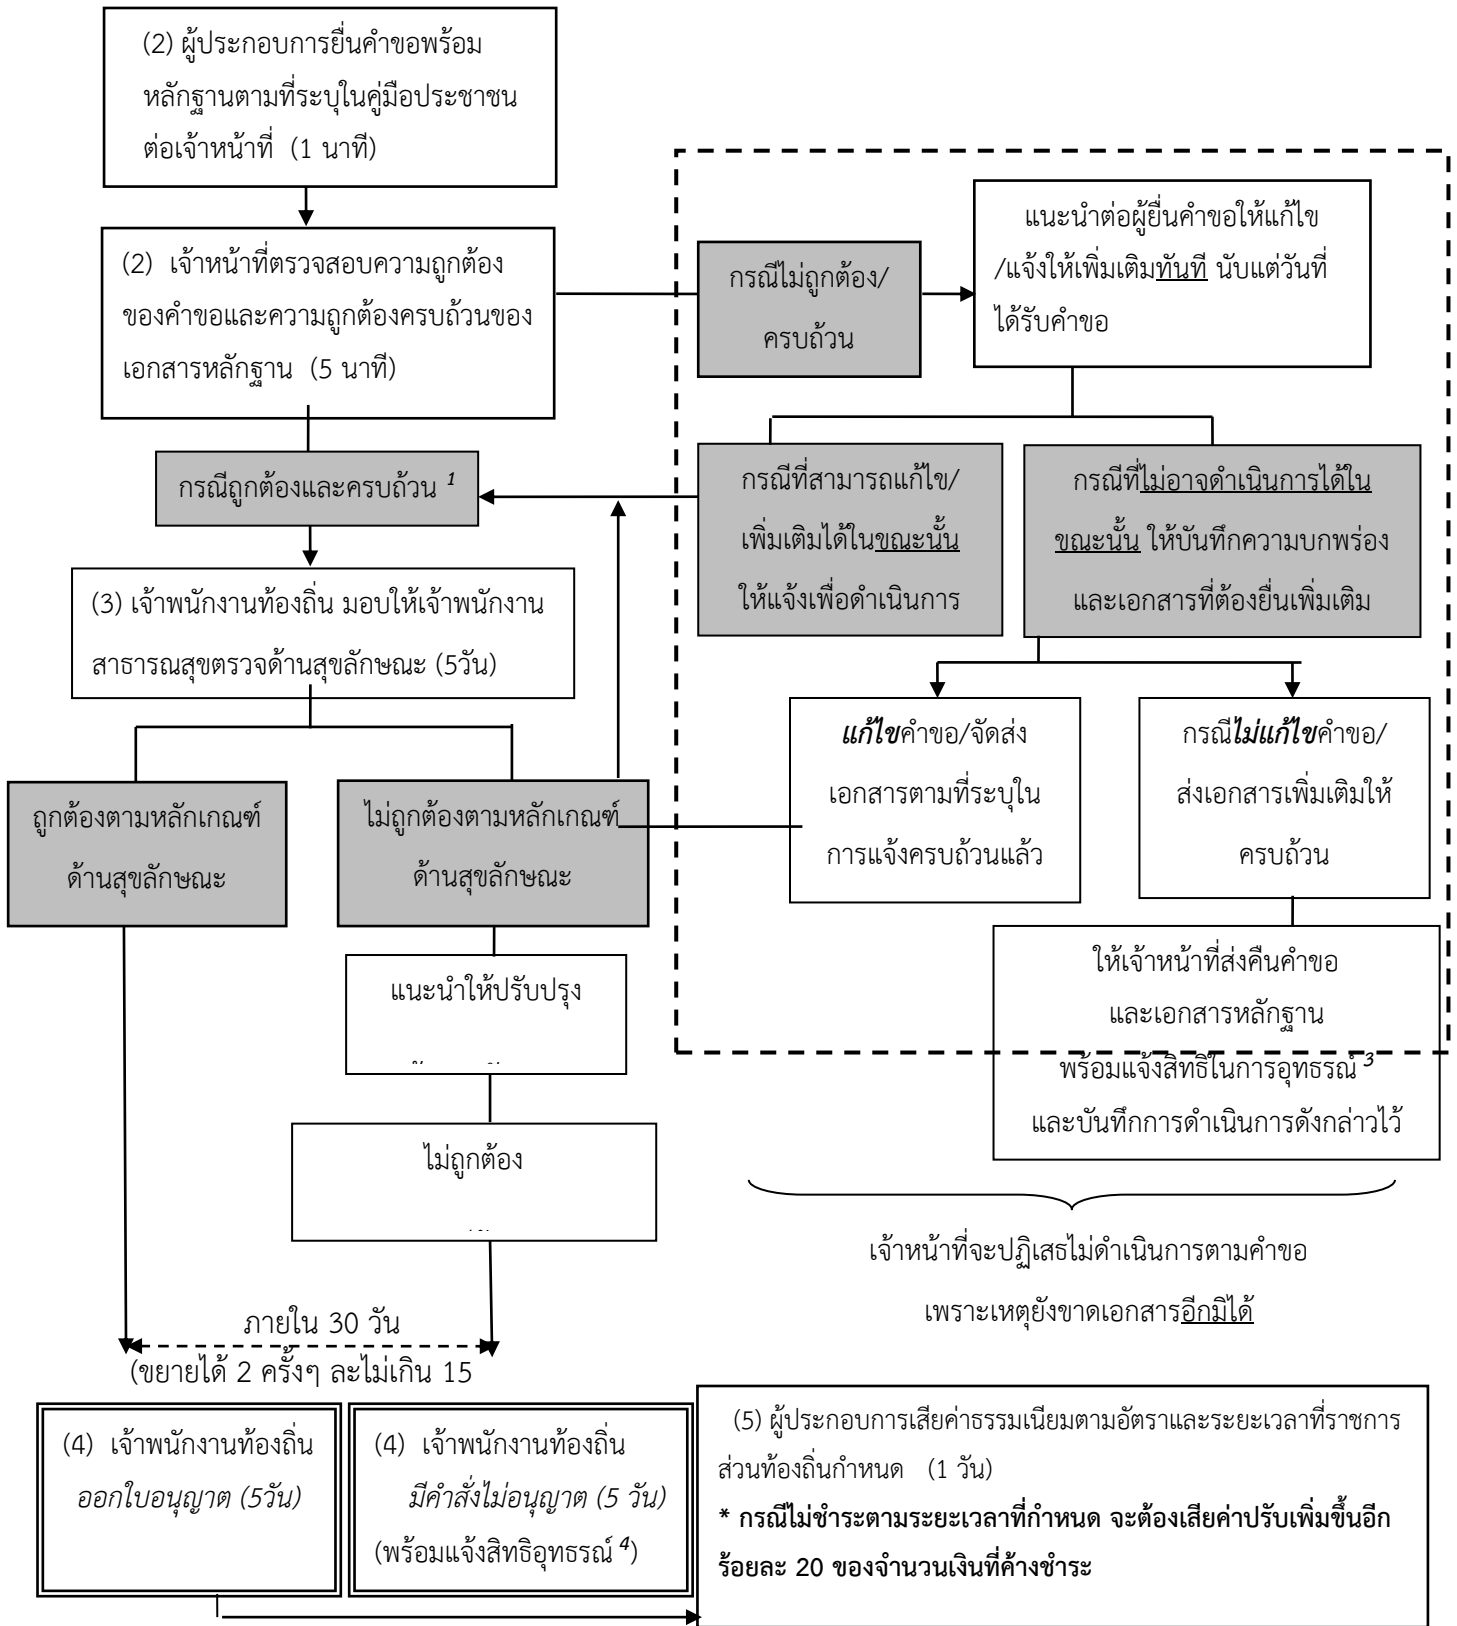 (2) ผู้ประกอบการยื่นคำขอพร้อม
หลักฐานตามที่ระบุในคู่มือประชาชน
ต่อเจ้าหน้าที่ (1 นาที)
(2) เจ้าหน้าที่ตรวจสอบความถูกต้อง
ของคำขอและความถูกต้องครบถ้วนของ
เอกสารหลักฐาน (5 นาที)
กรณีไม่ถูกต้อง/
ครบถ้วน
แนะนำต่อผู้ยื่นคำขอให้แก้ไข
/แจ้งให้เพิ่มเติมทันที นับแต่วันที่
ได้รับคำขอ
กรณีถูกต้องและครบถ้วน 1
กรณีที่สามารถแก้ไข/
เพิ่มเติมได้ในขณะนั้น
ให้แจ้งเพื่อดำเนินการ
กรณีที่ไม่อาจดำเนินการได้ใน
ขณะนั้น ให้บันทึกความบกพร่อง
และเอกสารที่ต้องยื่นเพิ่มเติม
(3) เจ้าพนักงานท้องถิ่น มอบให้เจ้าพนักงาน
สาธารณสุขตรวจด้านสุขลักษณะ (5วัน)
แก้ไขคำขอ/จัดส่ง
เอกสารตามที่ระบุใน
การแจ้งครบถ้วนแล้ว
กรณีไม่แก้ไขคำขอ/
ส่งเอกสารเพิ่มเติมให้
ครบถ้วน
ถูกต้องตามหลักเกณฑ์
ด้านสุขลักษณะ
ไม่ถูกต้องตามหลักเกณฑ์
ด้านสุขลักษณะ
แนะนำให้ปรับปรุง
ให้เจ้าหน้าที่ส่งคืนคำขอ
และเอกสารหลักฐาน
พร้อมแจ้งสิทธิในการอุทธรณ์ 3
และบันทึกการดำเนินการดังกล่าวไว้
ไม่ถูกต้อง
เจ้าหน้าที่จะปฏิเสธไม่ดำเนินการตามคำขอ
เพราะเหตุยังขาดเอกสารอีกมิได้
ภายใน 30 วัน
(ขยายได้ 2 ครั้งๆ ละไม่เกิน 15
(4) เจ้าพนักงานท้องถิ่น
ออกใบอนุญาต (5วัน)
(4) เจ้าพนักงานท้องถิ่น
มีคำสั่งไม่อนุญาต (5 วัน)
(พร้อมแจ้งสิทธิอุทธรณ์ 4)
(5) ผู้ประกอบการเสียค่าธรรมเนียมตามอัตราและระยะเวลาที่ราชการ
ส่วนท้องถิ่นกำหนด (1 วัน)
* กรณีไม่ชำระตามระยะเวลาที่กำหนด จะต้องเสียค่าปรับเพิ่มขึ้นอีก
ร้อยละ 20 ของจำนวนเงินที่ค้างชำระ